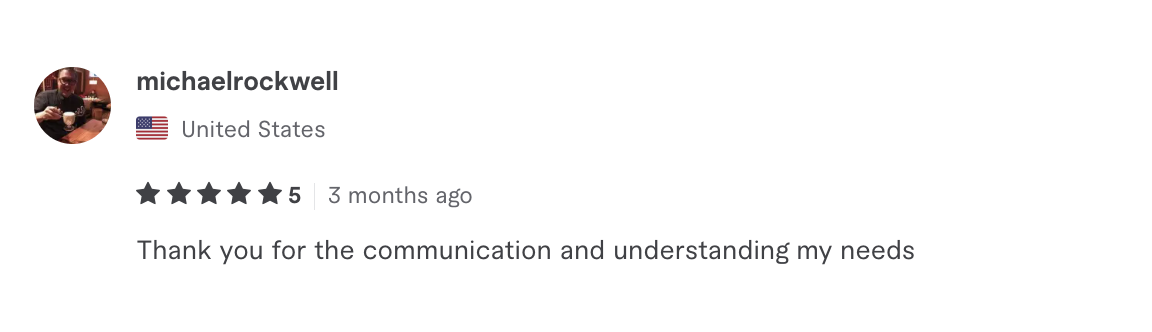 michaelrockwell
United States
5 3 months ago
Thank you for the communication and understanding my needs